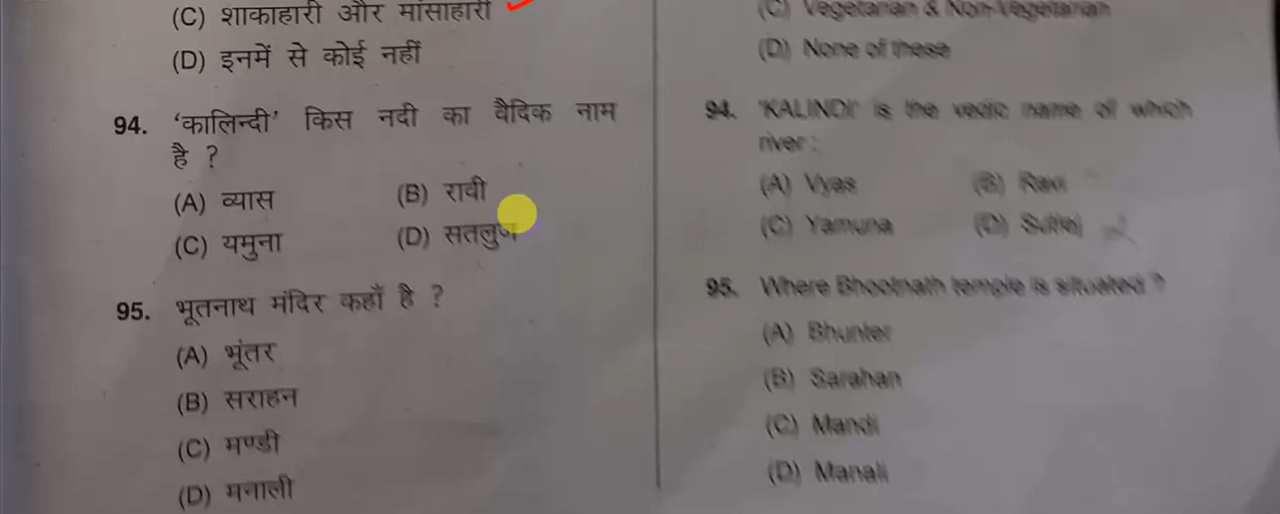 (C) शाकाहारी और मांसाहारी
(D) इनमें से कोई नहीं
94. ‘कालिन्दी’ किस नदी का वैदिक नाम
है ?
(A) व्यास (B) रावी
(C) यमुना (D) सतलुज
95. भूतनाथ मंदिर कहाँ है ?
(A) भूंतर
(B) सराहन
(C) मण्डी
(D) मनाली
(C) Vegetarian & Non-Vegetarian
(D) None of these
94. 'KALINDI' is the vedic name of which
river :
(A) Vyas (B) Ravi
(C) Yamuna (D) Sutlej
95. Where Bhootnath temple is situated ?
(A) Bhunter
(B) Sarahan
(C) Mandi
(D) Manali